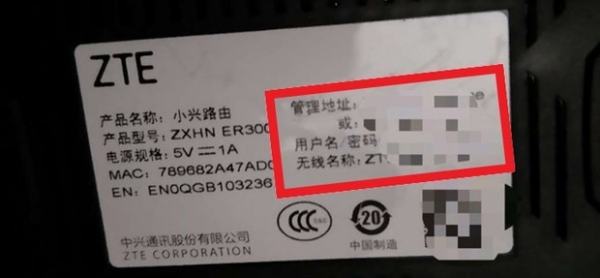 ZTE
产品名称: 小兴路由
产品型号: ZXHN ER300
电源规格: 5V 1A
MAC: 789682A47AD0
EN: EN0QGB103236
管理地址:
或:
用户名/密码
无线名称: ZT
CCC
20
中兴通讯股份有限公司
ZTE CORPORATION
中国制造